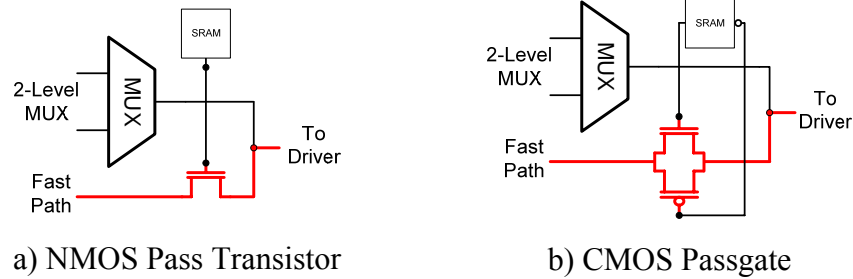 SRAM
2-Level
MUX
MUX
To
Driver
Fast
Path
a) NMOS Pass Transistor
SRAM
2-Level
MUX
MUX
To
Driver
Fast
Path
b) CMOS Passgate